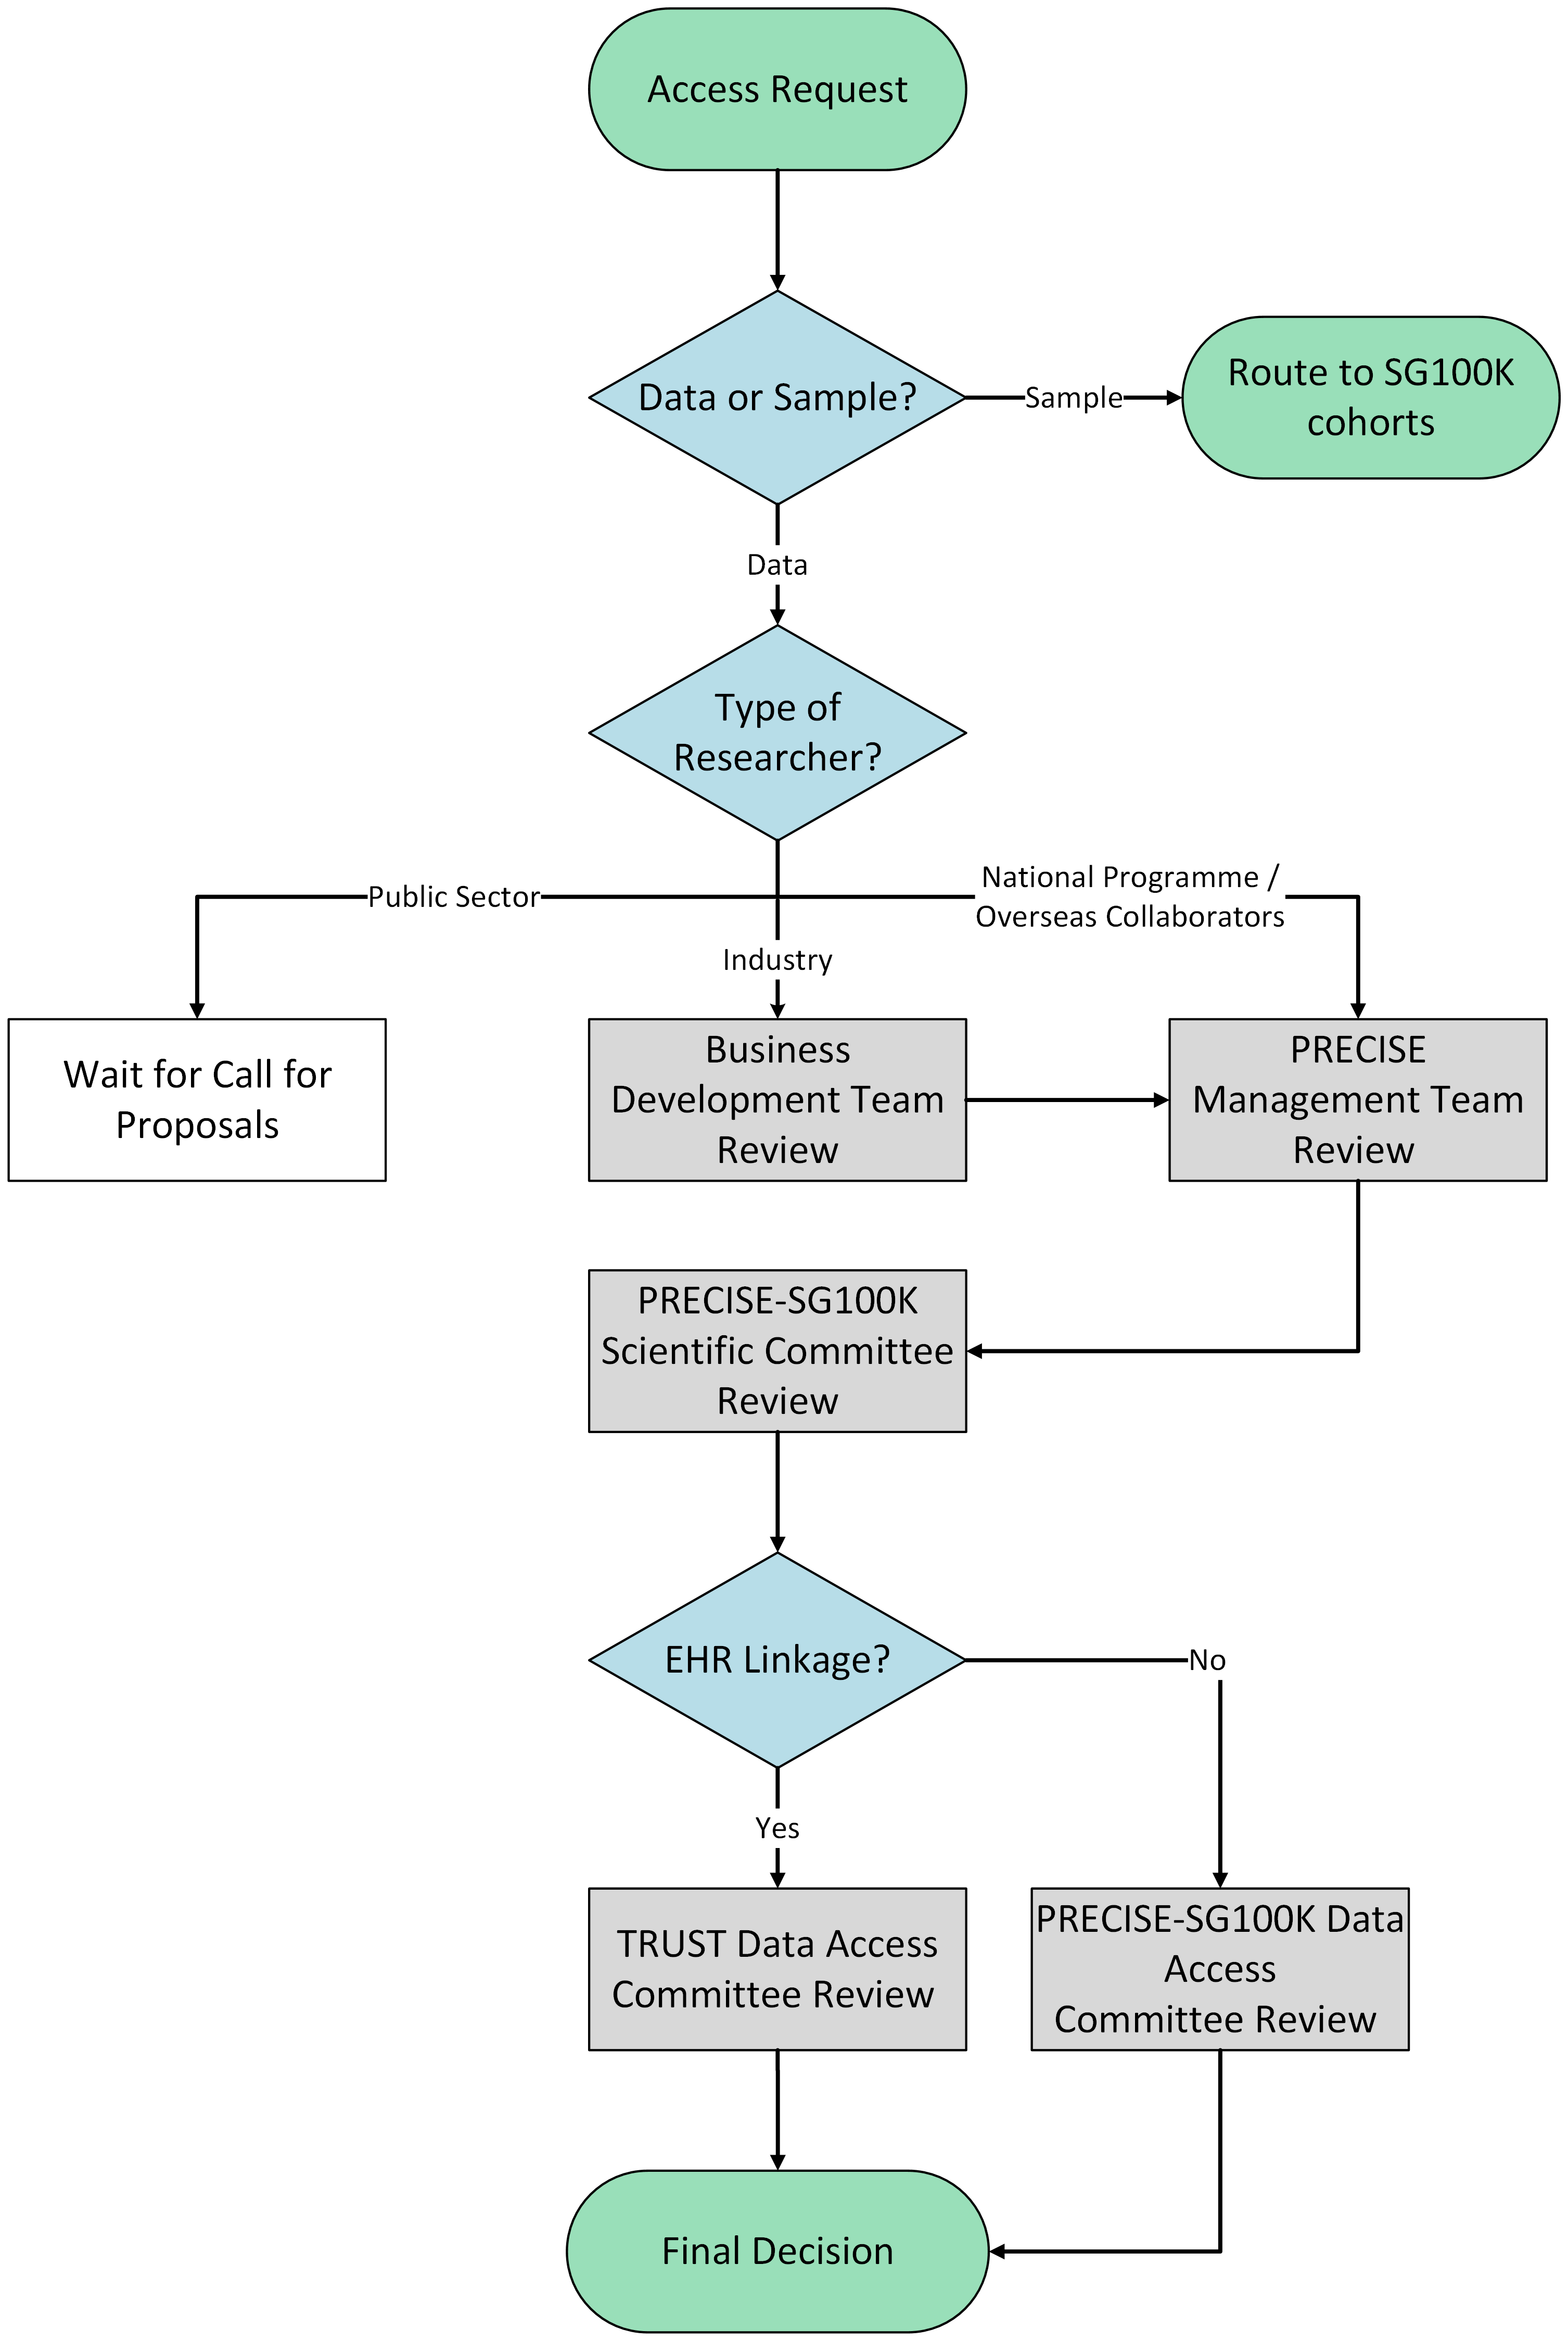 Access Request
Data or Sample?
Sample
Route to SG100K
cohorts
Data
Type of
Researcher?
Public Sector
National Programme /
Overseas Collaborators
Industry
Wait for Call for
Proposals
Business
Development Team
Review
PRECISE
Management Team
Review
PRECISE-SG100K
Scientific Committee
Review
EHR Linkage?
No
Yes
TRUST Data Access
Committee Review
PRECISE-SG100K Data
Access
Committee Review
Final Decision